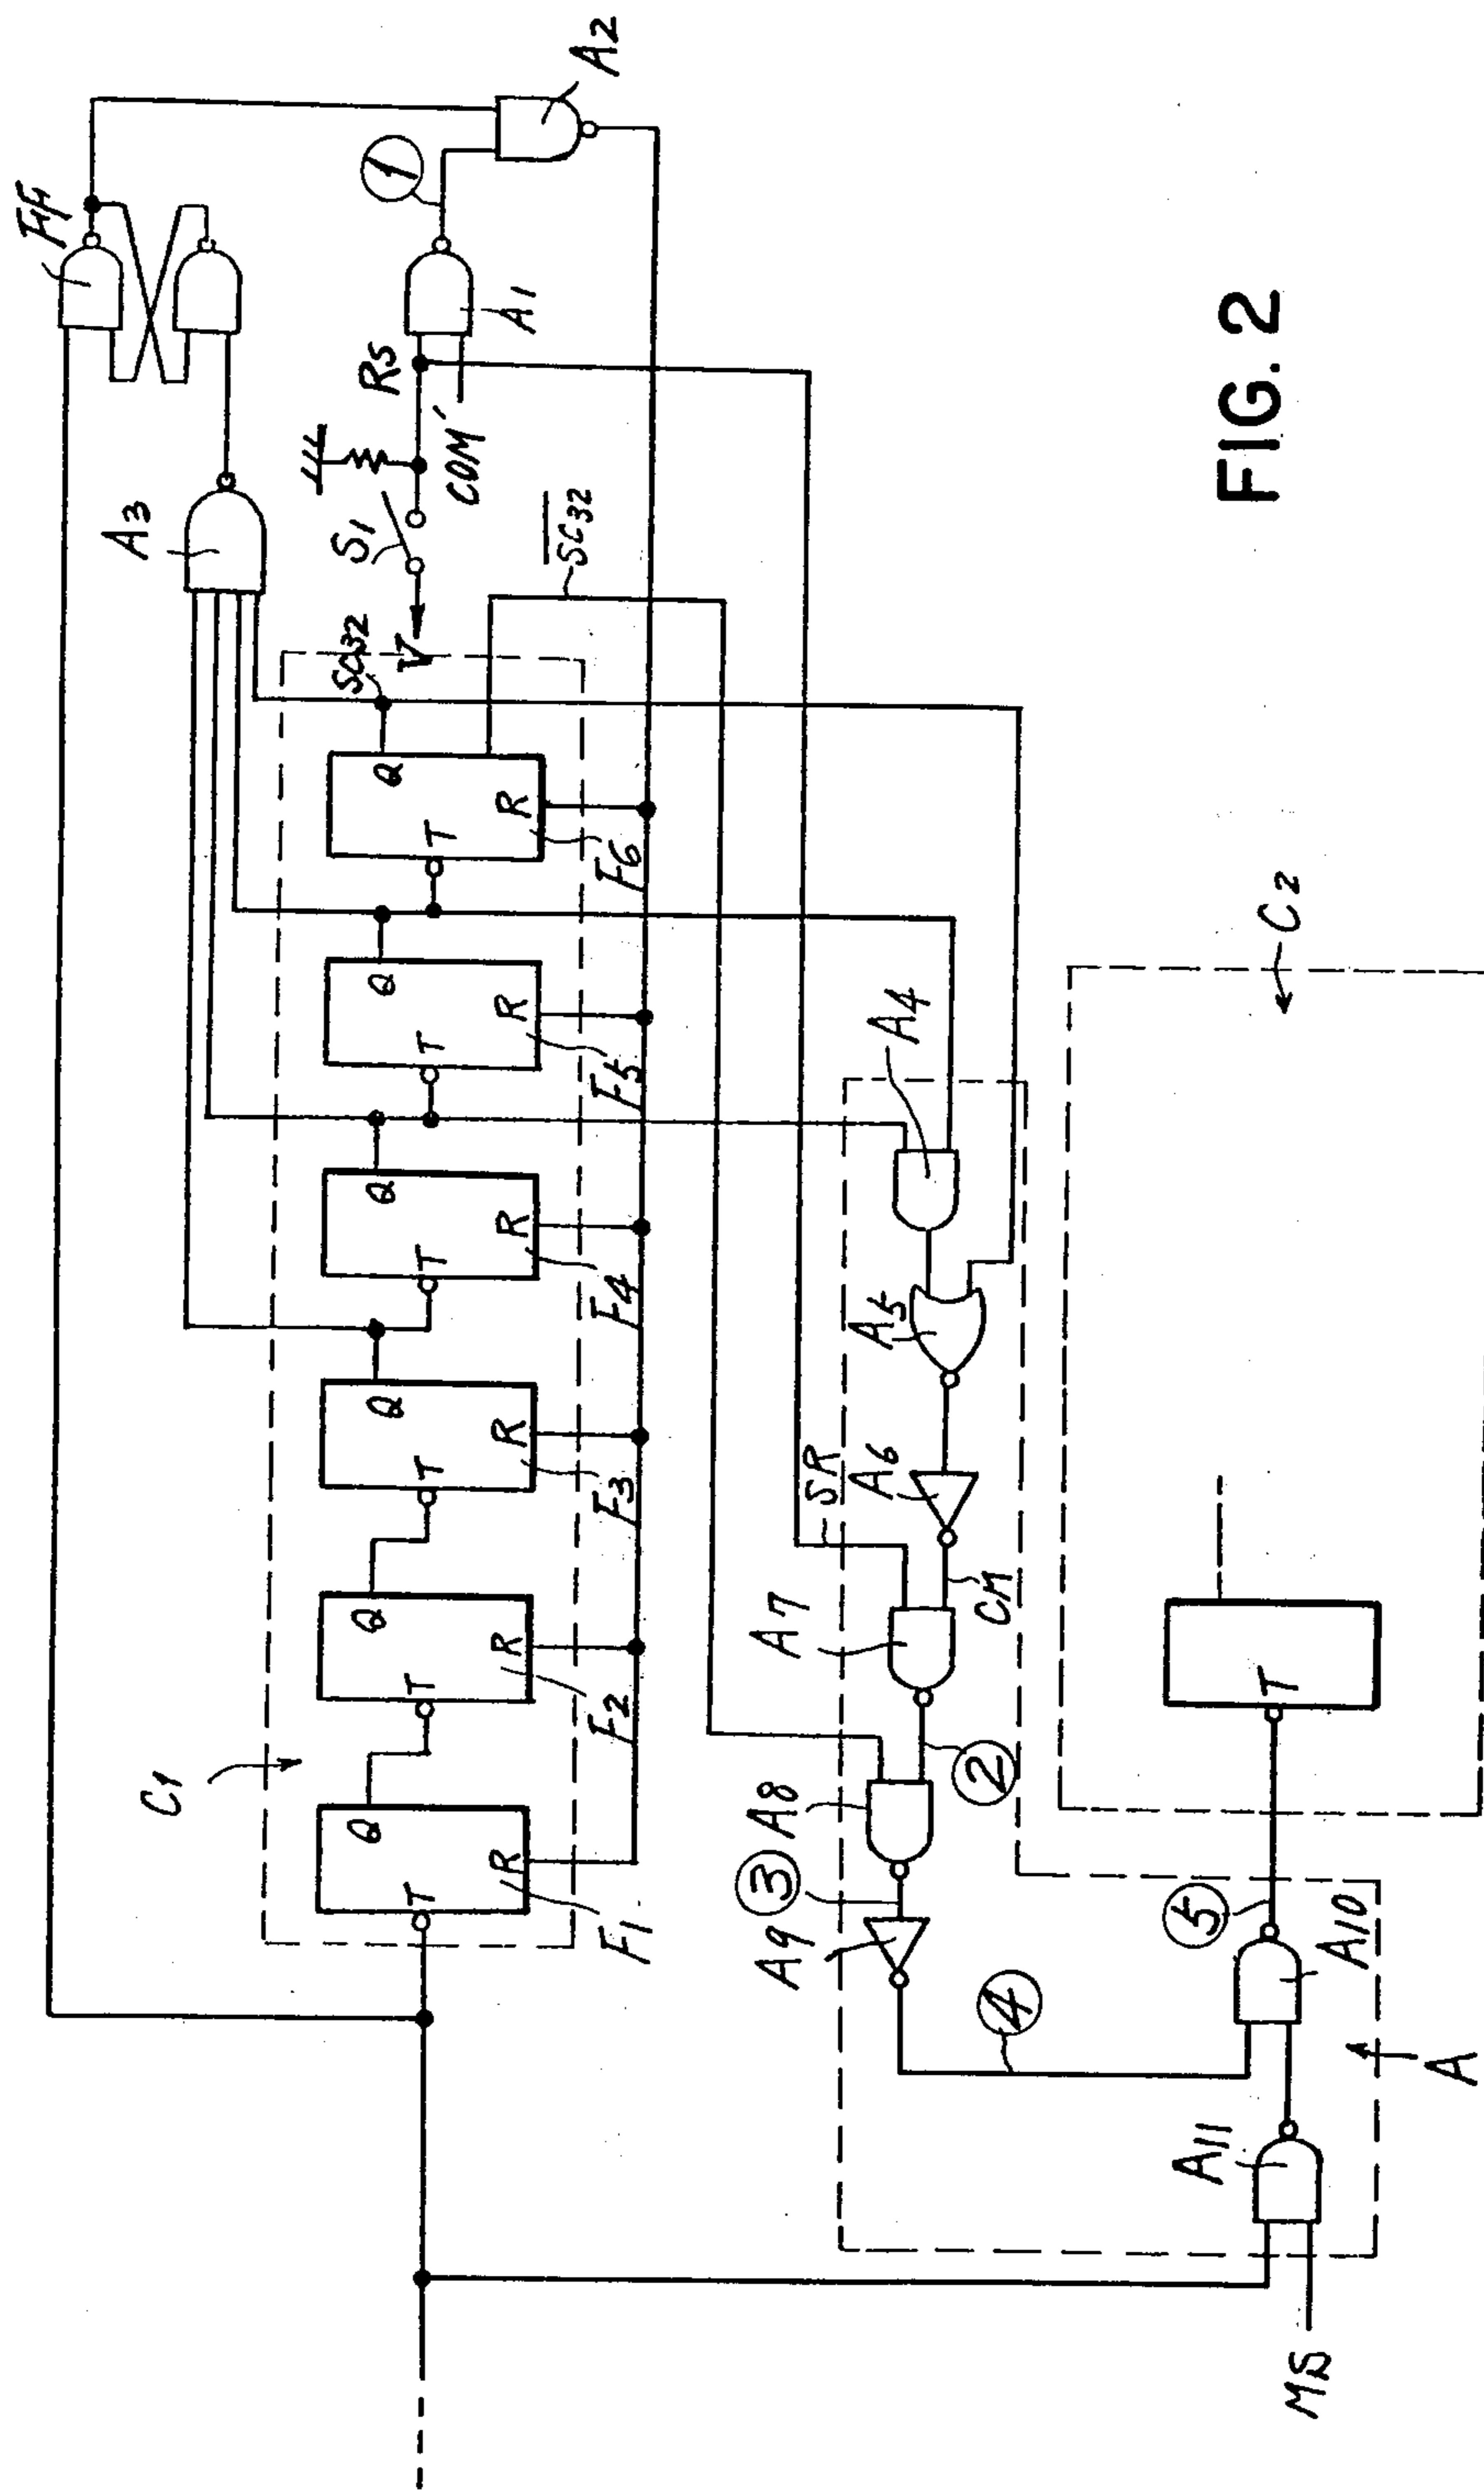 FF
A3
A2
1
A1
Rs
COM'
S1
V
SC32
SC32
C1
T
Q
R
F1
T
Q
R
F2
T
Q
R
F3
T
Q
R
F4
T
Q
R
F5
T
Q
R
F6
SR
A4
A5
A6
CM
A7
2
A8
3
A9
4
5
A10
A11
A
MS
T
C2
FIG. 2